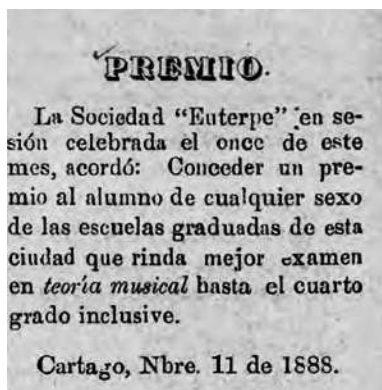 PREMIO.
La Sociedad "Euterpe" en se-
sión celebrada el once de este
mes, acordó: Conceder un pre-
mio al alumno de cualquier sexo
de las escuelas graduadas de esta
ciudad que rinda mejor examen
en teoría musical hasta el cuarto
grado inclusive.
Cartago, Nbre. 11 de 1888.